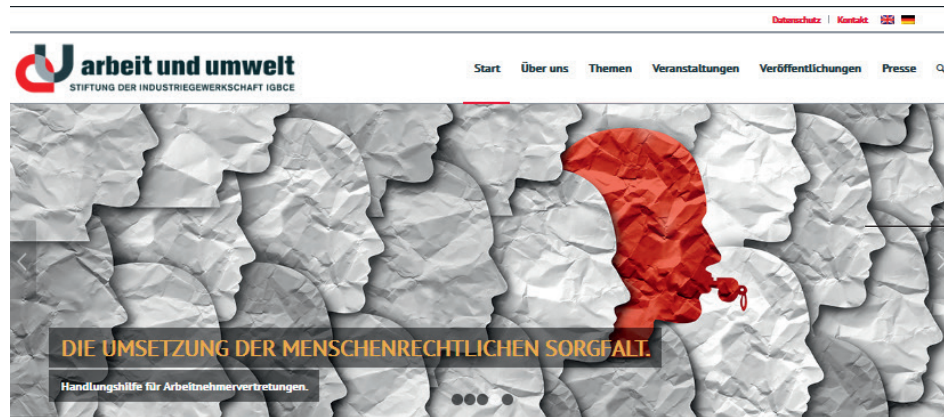 Datenschutz | Kontakt
arbeit und umwelt
STIFTUNG DER INDUSTRIEGEWERKSCHAFT IGBCE
Start Über uns Themen Veranstaltungen Veröffentlichungen Presse
DIE UMSETZUNG DER MENSCHENRECHTLICHEN SORGFALT.
Handlungshilfe für Arbeitnehmervertretungen.